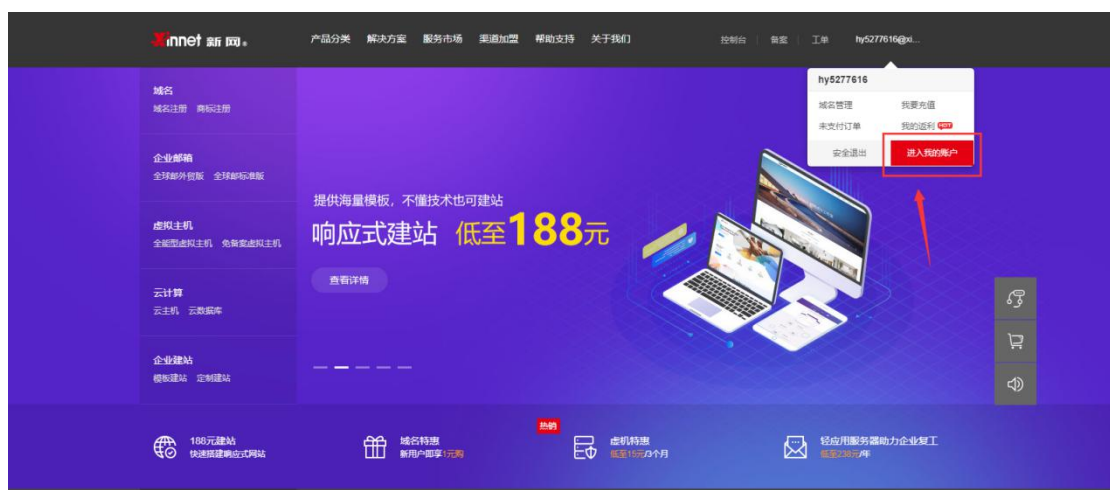 xinnet 新网
产品分类 解决方案 服务市场 渠道加盟 帮助支持 关于我们 控制台 备案 工单 hy5277616@xi...
hy5277616
域名管理 我要充值
未支付订单 我的返利 HOT
安全退出 进入我的账户
域名
域名注册 商标注册
企业邮箱
全球邮外贸版 全球邮标准版
虚拟主机
全能型虚拟主机 免备案虚拟主机
云计算
云主机 云数据库
企业建站
模板建站 定制建站
提供海量模板，不懂技术也可建站
响应式建站 低至188元
查看详情
188元建站
快速搭建响应式网站
域名特惠
新用户即享1元购
热销
虚机特惠
低至15元/3个月
轻应用服务器助力企业复工
低至238元/年